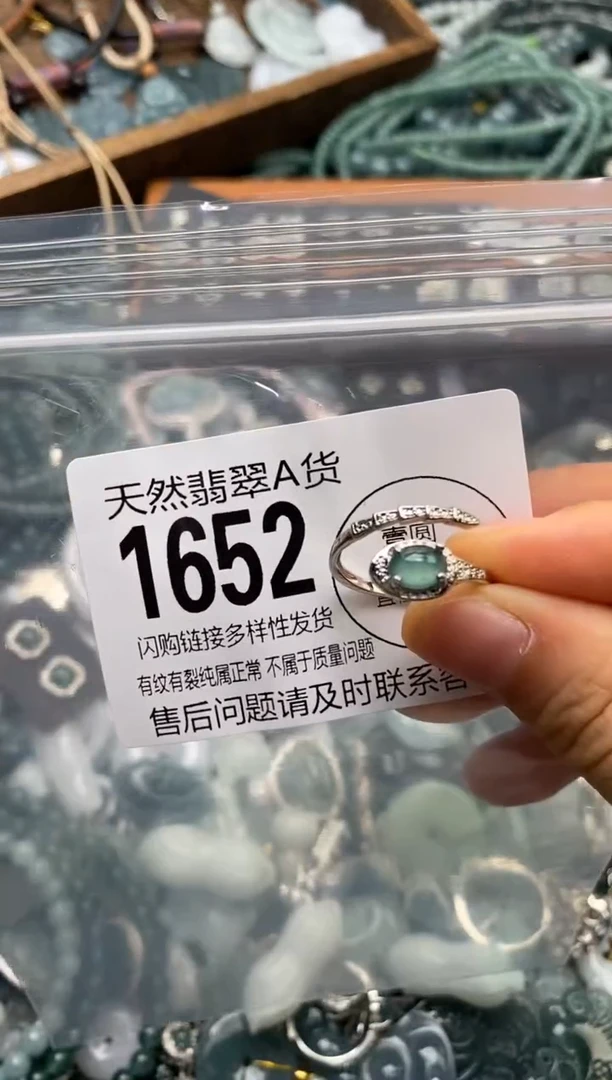 天然翡翠A货
1652
壹圆
闪购链接多样性发货
有纹有裂纯属正常 不属于质量问题
售后问题请及时联系客